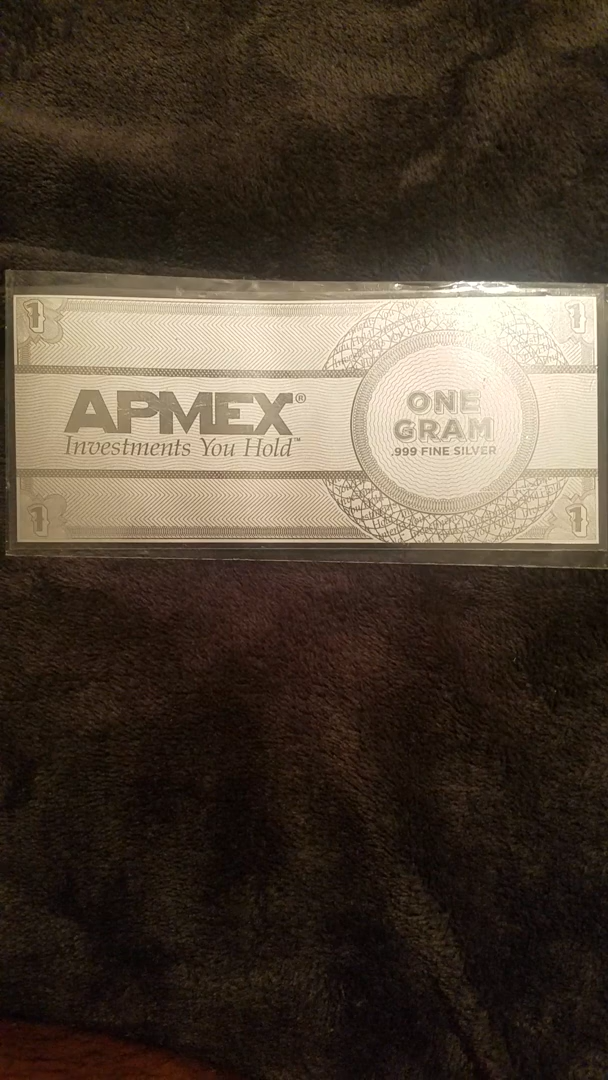 1
1
APMEX®
Investments You Hold™
ONE
GRAM
.999 FINE SILVER
1
1